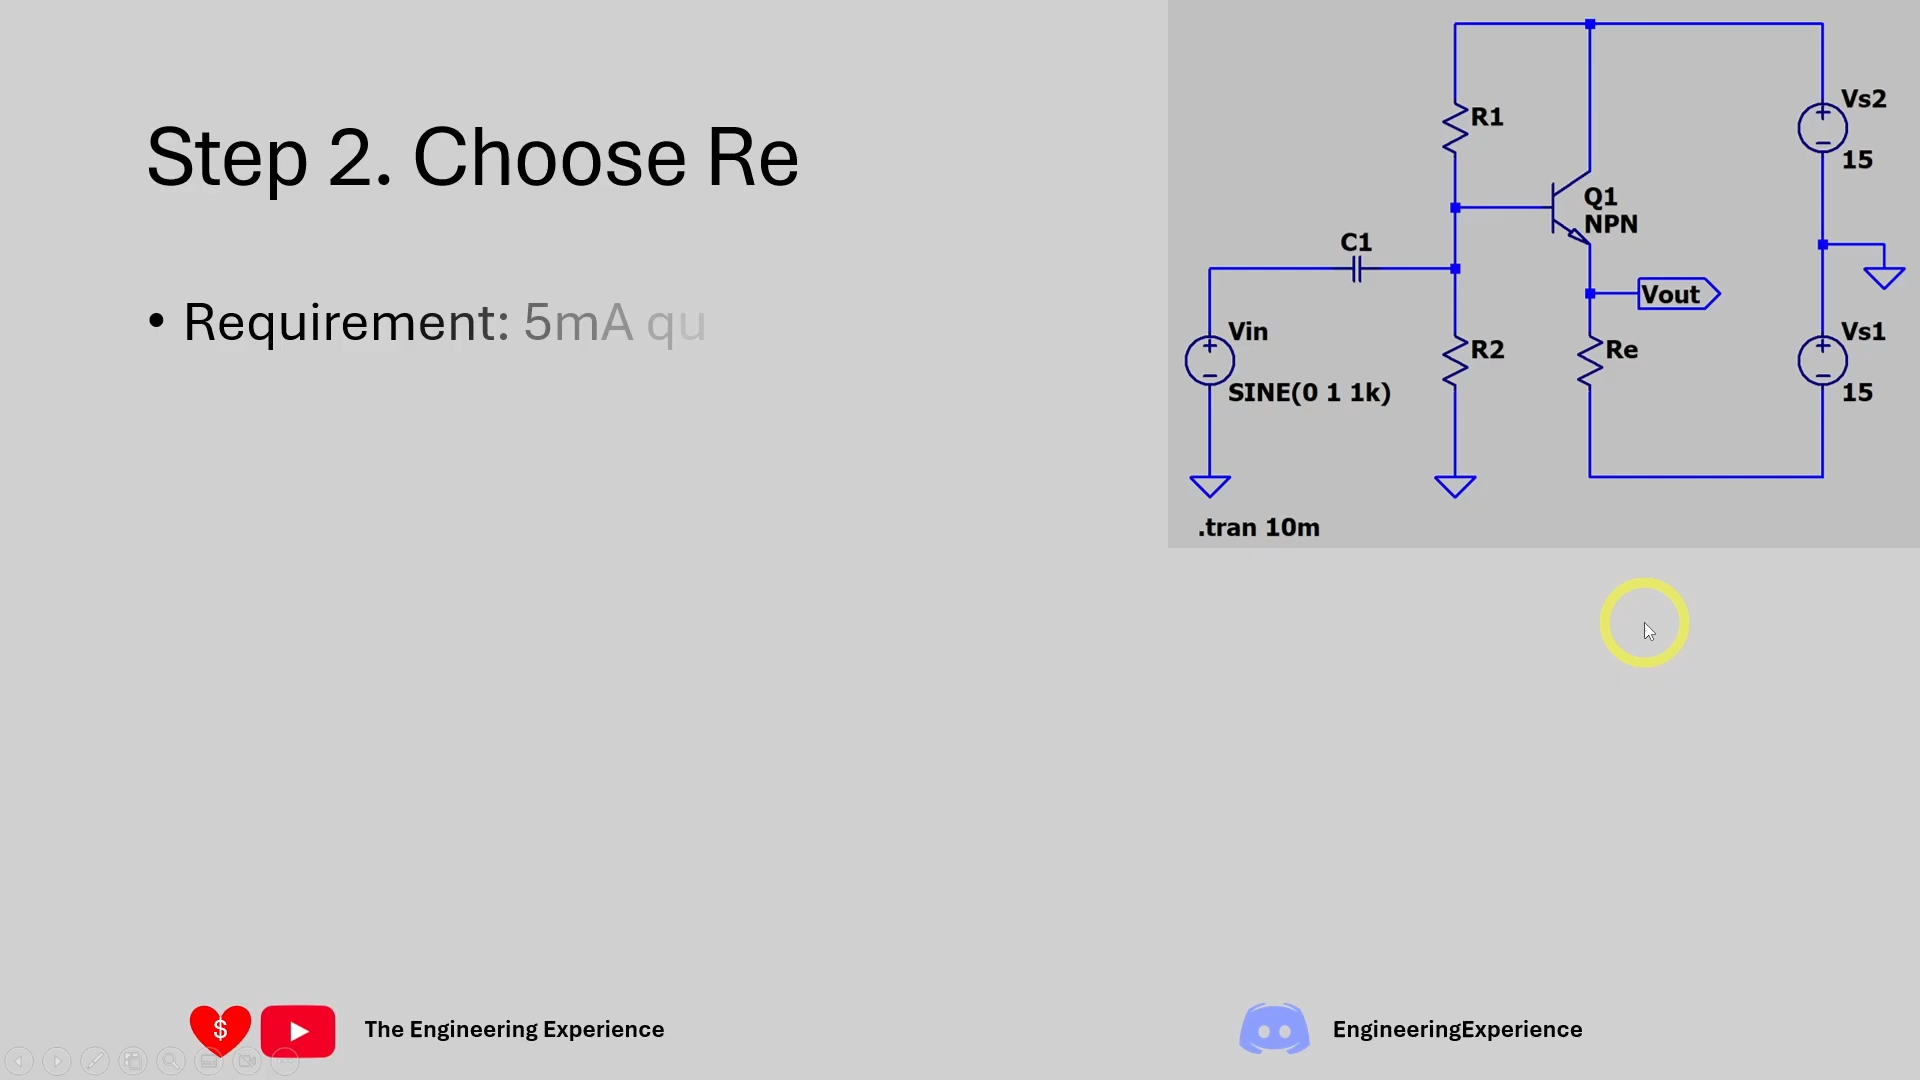 Step 2. Choose Re
• Requirement: 5mA qu
R1
Vs2
15
Q1
NPN
C1
Vout
Vin
SINE(0 1 1k)
R2
Re
Vs1
15
.tran 10m
$
The Engineering Experience
EngineeringExperience